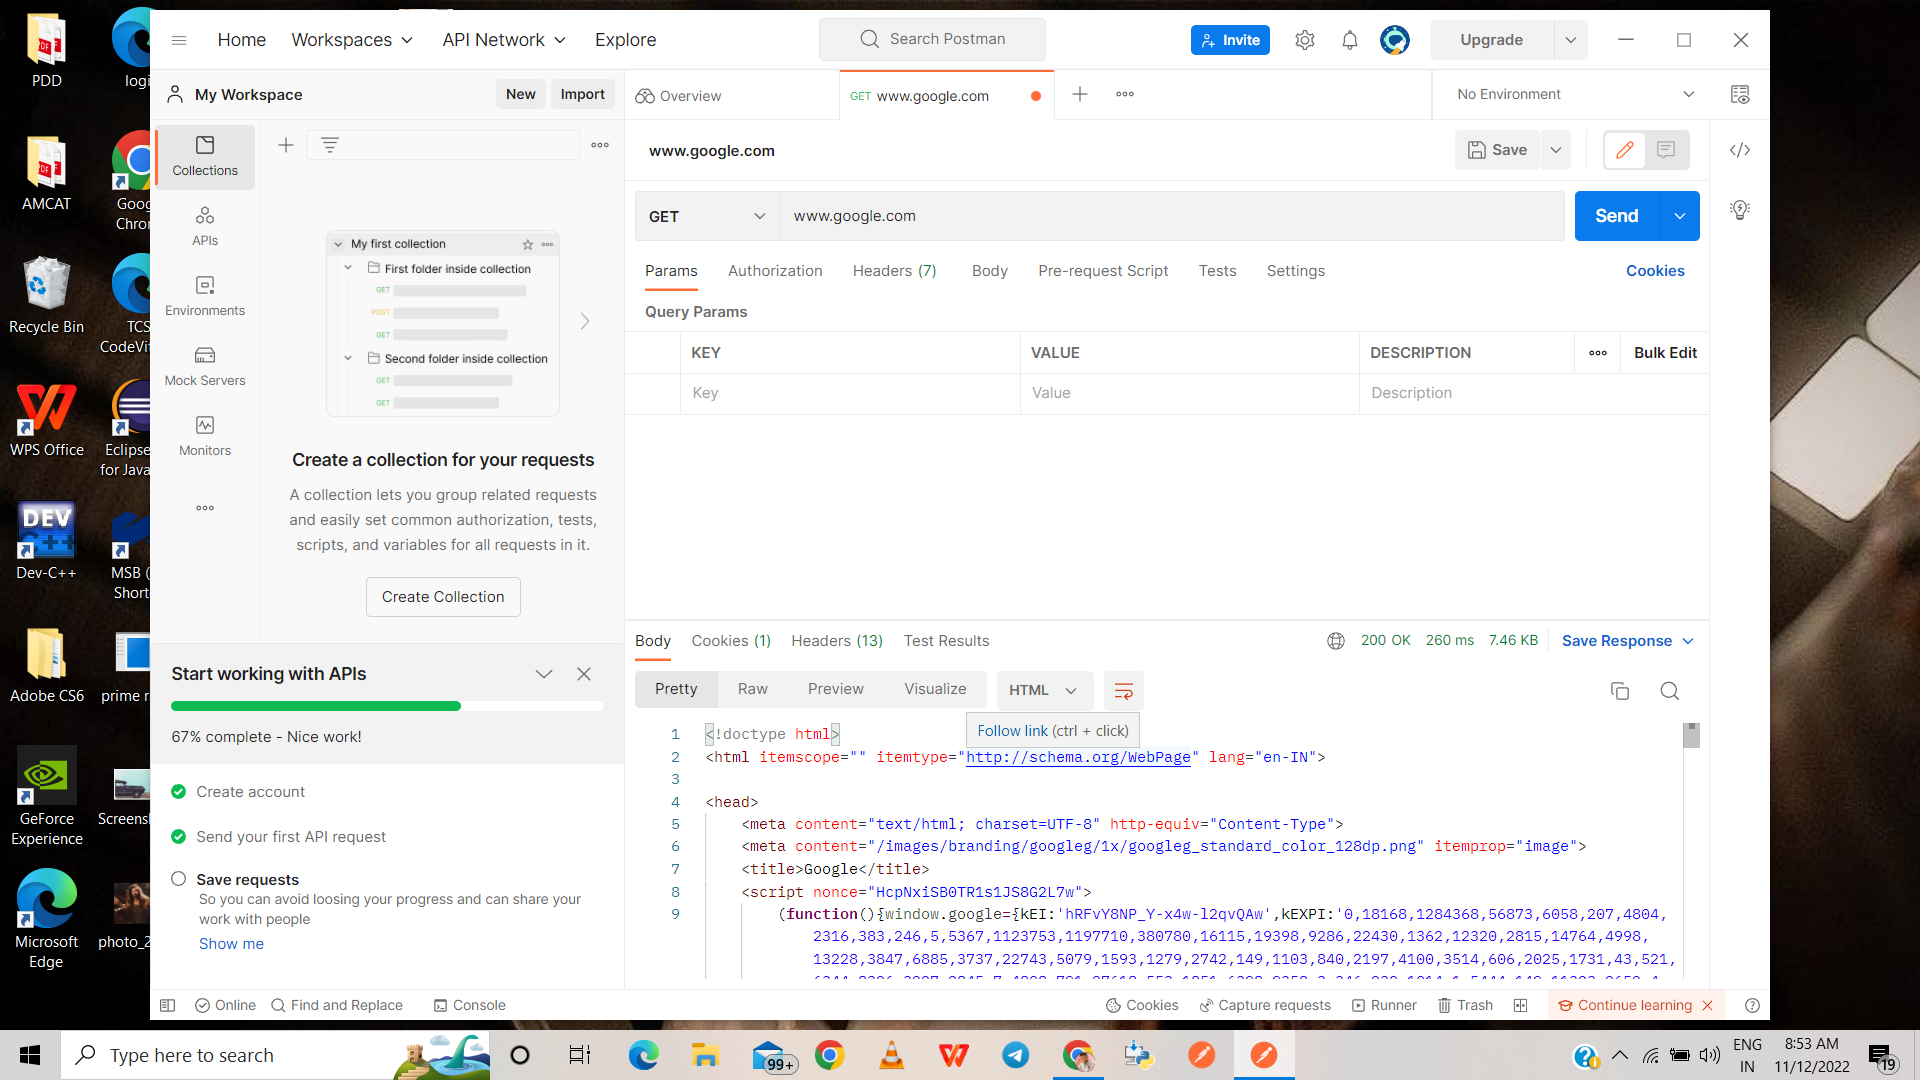 PDD
logi
AMCAT
Goog
Chron
Recycle Bin
TCS
CodeVit
WPS Office
Eclipse
for Java
Dev-C++
MSB (
Short
Adobe CS6
prime r
GeForce
Experience
Screensh
Microsoft
Edge
photo_2
Home
Workspaces
API Network
Explore
Search Postman
Invite
Upgrade
My Workspace
New
Import
Overview
GET www.google.com
No Environment
Collections
APIs
Environments
Mock Servers
Monitors
My first collection
First folder inside collection
GET
POST
GET
Second folder inside collection
GET
GET
Create a collection for your requests
A collection lets you group related requests
and easily set common authorization, tests,
scripts, and variables for all requests in it.
Create Collection
Start working with APIs
67% complete - Nice work!
Create account
Send your first API request
Save requests
So you can avoid loosing your progress and can share your
work with people
Show me
www.google.com
Save
GET
www.google.com
Send
Params
Authorization
Headers (7)
Body
Pre-request Script
Tests
Settings
Cookies
Query Params
KEY
VALUE
DESCRIPTION
Bulk Edit
Key
Value
Description
Body
Cookies (1)
Headers (13)
Test Results
200 OK
260 ms
7.46 KB
Save Response
Pretty
Raw
Preview
Visualize
HTML
Follow link (ctrl + click)
1 <!doctype html>
2 <html itemscope="" itemtype="http://schema.org/WebPage" lang="en-IN">
3
4 <head>
5 <meta content="text/html; charset=UTF-8" http-equiv="Content-Type">
6 <meta content="/images/branding/googleg/1x/googleg_standard_color_128dp.png" itemprop="image">
7 <title>Google</title>
8 <script nonce="HcpNxiSB0TR1s1JS8G2L7w">
9 (function(){window.google={kEI:'hRFvY8NP_Y-x4w-l2qvQAw',kEXPI:'0,18168,1284368,56873,6058,207,4804,
2316,383,246,5,5367,1123753,1197710,380780,16115,19398,9286,22430,1362,12320,2815,14764,4998,
13228,3847,6885,3737,22743,5079,1593,1279,2742,149,1103,840,2197,4100,3514,606,2025,1731,43,521,
Online
Find and Replace
Console
Cookies
Capture requests
Runner
Trash
Continue learning
Type here to search
99+
ENG
IN
8:53 AM
11/12/2022
19